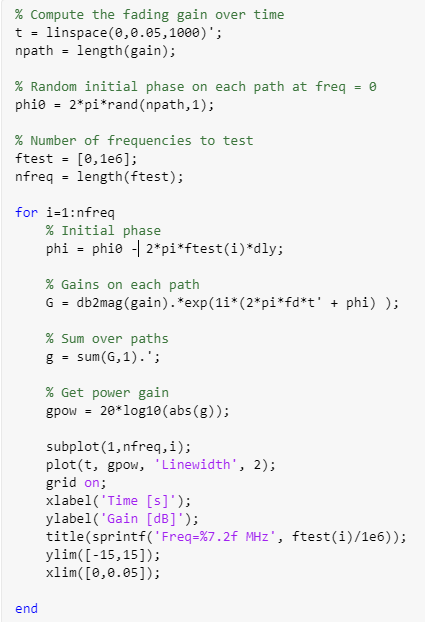 % Compute the fading gain over time
t = linspace(0,0.05,1000)';
npath = length(gain);
% Random initial phase on each path at freq = 0
phi0 = 2*pi*rand(npath,1);
% Number of frequencies to test
ftest = [0,1e6];
nfreq = length(ftest);
for i=1:nfreq
% Initial phase
phi = phi0 - 2*pi*ftest(i)*dly;
% Gains on each path
G = db2mag(gain).*exp(1i*(2*pi*fd*t' + phi) );
% Sum over paths
g = sum(G,1).';
% Get power gain
gpow = 20*log10(abs(g));
subplot(1,nfreq,i);
plot(t, gpow, 'Linewidth', 2);
grid on;
xlabel('Time [s]');
ylabel('Gain [dB]');
title(sprintf('Freq=%7.2f MHz', ftest(i)/1e6));
ylim([-15,15]);
xlim([0,0.05]);
end